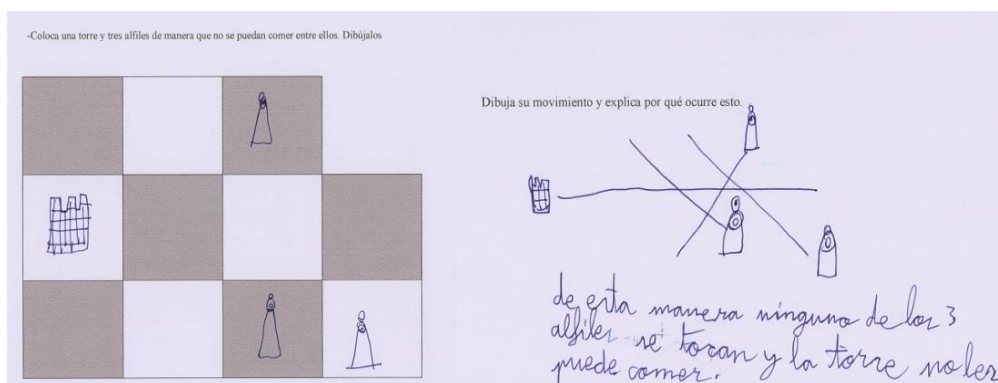 -Coloca una torre y tres alfiles de manera que no se puedan comer entre ellos. Dibújalos
Dibuja su movimiento y explica por qué ocurre esto.
de esta manera ninguno de los 3
alfiles se tocan y la torre no les
puede comer.